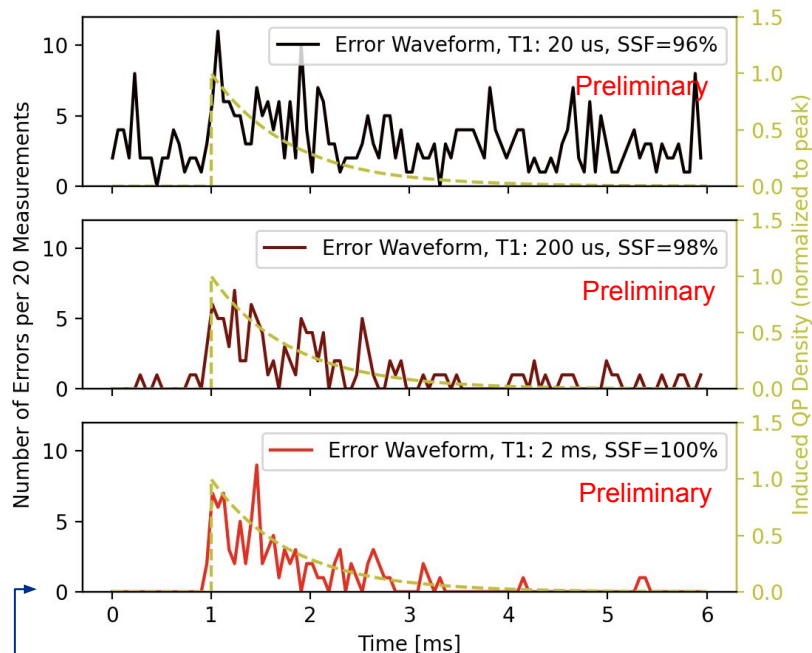 Number of Errors per 20 Measurements
10
5
0
Error Waveform, T1: 20 us, SSF=96%
Preliminary
1.5
1.0
0.5
0.0
10
5
0
Error Waveform, T1: 200 us, SSF=98%
Preliminary
1.5
1.0
0.5
0.0
10
5
0
Error Waveform, T1: 2 ms, SSF=100%
Preliminary
1.5
1.0
0.5
0.0
Induced QP Density (normalized to peak)
0 1 2 3 4 5 6
Time [ms]